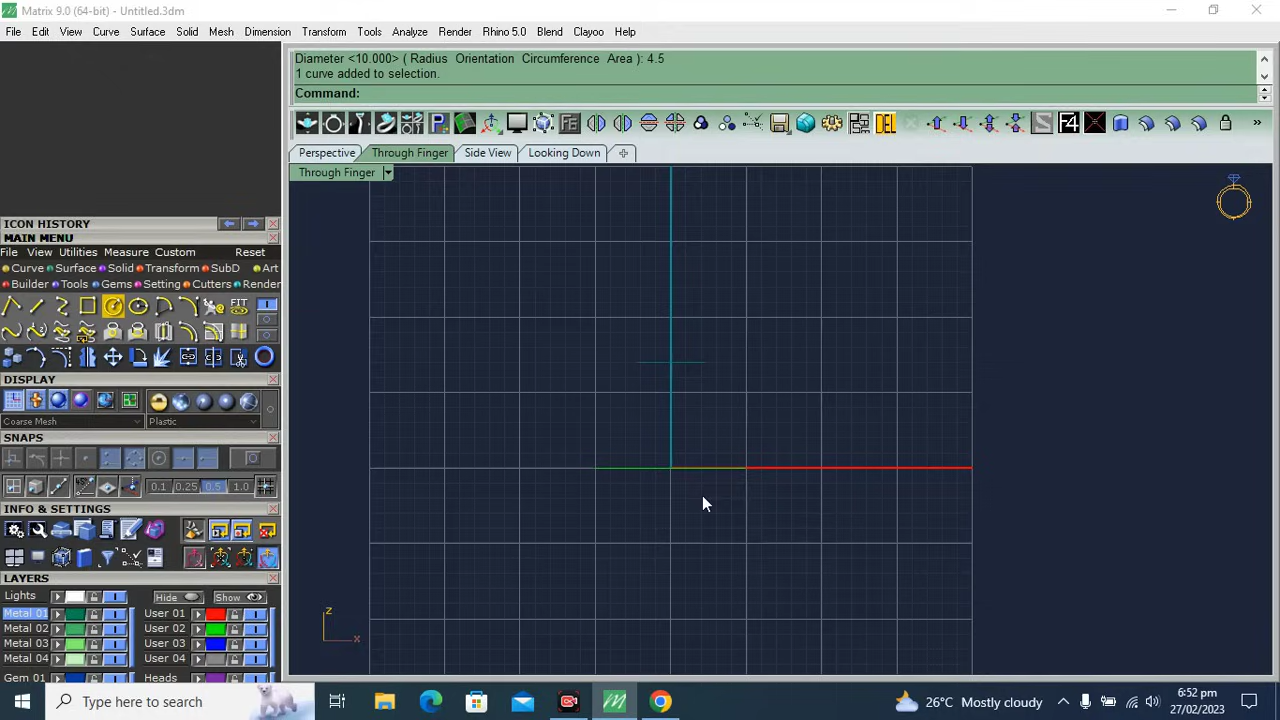 Matrix 9.0 (64-bit) - Untitled.3dm
File Edit View Curve Surface Solid Mesh Dimension Transform Tools Analyze Render Rhino 5.0 Blend Clayoo Help
Diameter <10.000> ( Radius Orientation Circumference Area ): 4.5
1 curve added to selection.
Command:
F4
Perspective Through Finger Side View Looking Down
Through Finger
ICON HISTORY
MAIN MENU
File View Utilities Measure Custom Reset
Curve Surface Solid Transform SubD Art
Builder Tools Gems Setting Cutters Render
FIT
DISPLAY
Coarse Mesh Plastic
SNAPS
0.1 0.25 0.5 1.0
INFO & SETTINGS
LAYERS
Lights Hide Show
Metal 01 User 01
Metal 02 User 02
Metal 03 User 03
Metal 04 User 04
Gem 01 Heads
z
x
Type here to search
26°C Mostly cloudy
6:52 pm
27/02/2023